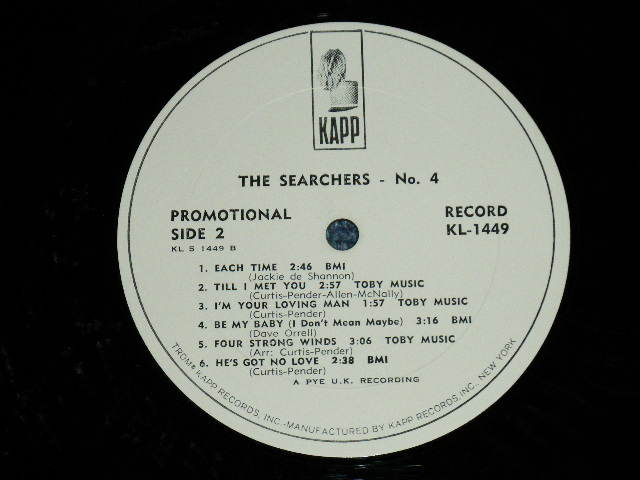 KAPP
THE SEARCHERS - No. 4
PROMOTIONAL
SIDE 2
KL S 1449 B
RECORD
KL-1449
1. EACH TIME 2:46 BMI
(Jackie de Shannon)
2. TILL I MET YOU 2:57 TOBY MUSIC
(Curtis-Pender-Allen-McNally)
3. I'M YOUR LOVING MAN 1:57 TOBY MUSIC
(Curtis-Pender)
4. BE MY BABY (I Don't Mean Maybe) 3:16 BMI
(Dave Orrell)
5. FOUR STRONG WINDS 3:06 TOBY MUSIC
(Arr: Curtis-Pender)
6. HE'S GOT NO LOVE 2:38 BMI
(Curtis-Pender)
A PYE U.K. RECORDING
KAPP RECORDS, INC.-MANUFACTURED BY KAPP RECORDS, INC., NEW YORK